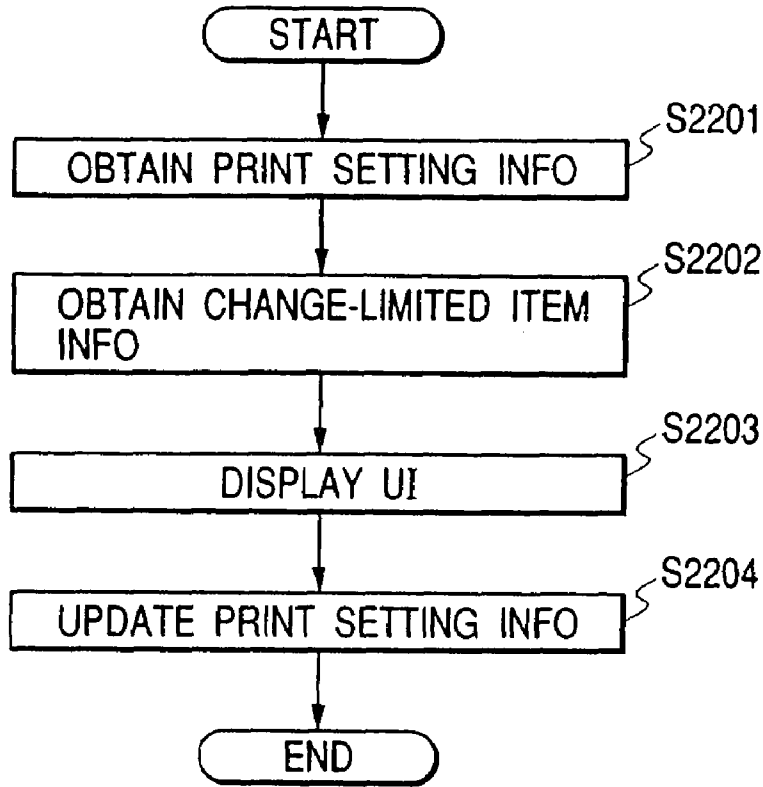 START
S2201
OBTAIN PRINT SETTING INFO
S2202
OBTAIN CHANGE-LIMITED ITEM
INFO
S2203
DISPLAY UI
S2204
UPDATE PRINT SETTING INFO
END